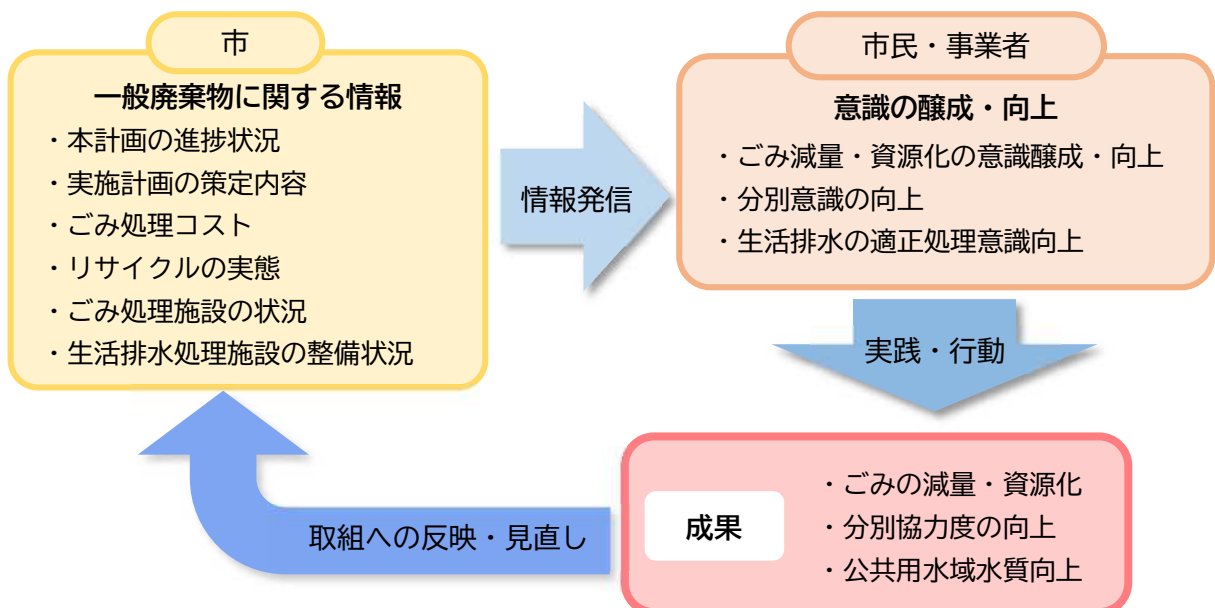 市
一般廃棄物に関する情報
・本計画の進捗状況
・実施計画の策定内容
・ごみ処理コスト
・リサイクルの実態
・ごみ処理施設の状況
・生活排水処理施設の整備状況
情報発信
市民・事業者
意識の醸成・向上
・ごみ減量・資源化の意識醸成・向上
・分別意識の向上
・生活排水の適正処理意識向上
実践・行動
成果
・ごみの減量・資源化
・分別協力度の向上
・公共用水域水質向上
取組への反映・見直し